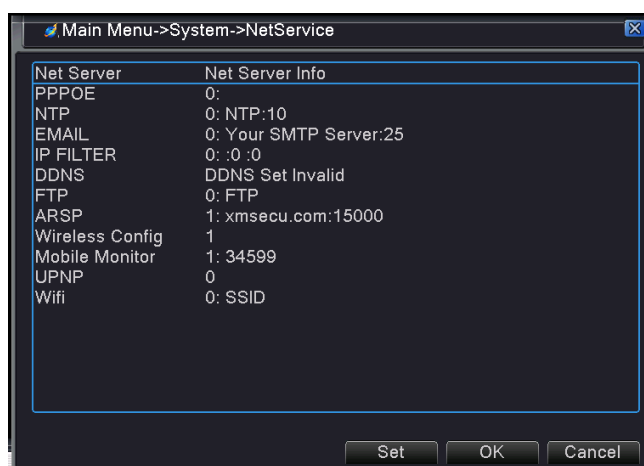 Main Menu->System->NetService
Net Server Net Server Info
PPPOE 0:
NTP 0: NTP:10
EMAIL 0: Your SMTP Server:25
IP FILTER 0: :0 :0
DDNS DDNS Set Invalid
FTP 0: FTP
ARSP 1: xmsecu.com:15000
Wireless Config 1
Mobile Monitor 1: 34599
UPNP 0
Wifi 0: SSID
Set OK Cancel